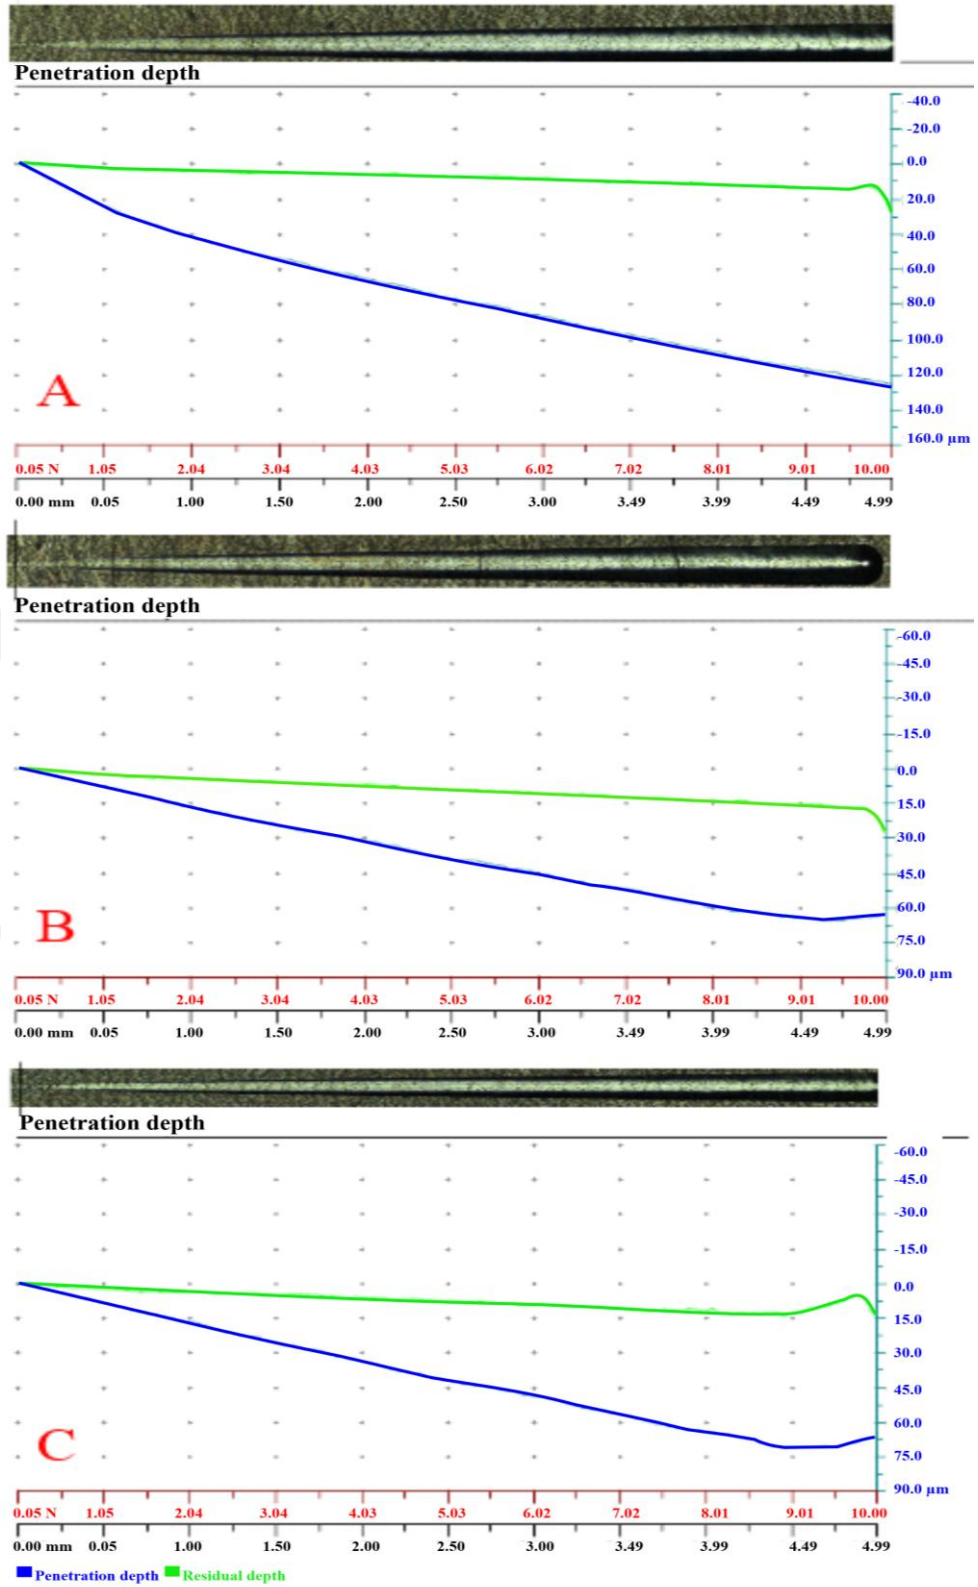 Penetration depth
-40.0
-20.0
0.0
20.0
40.0
60.0
80.0
100.0
120.0
140.0
160.0 µm
A
0.05 N 1.05 2.04 3.04 4.03 5.03 6.02 7.02 8.01 9.01 10.00
0.00 mm 0.05 1.00 1.50 2.00 2.50 3.00 3.49 3.99 4.49 4.99
Penetration depth
-60.0
-45.0
-30.0
-15.0
0.0
15.0
30.0
45.0
60.0
75.0
90.0 µm
B
0.05 N 1.05 2.04 3.04 4.03 5.03 6.02 7.02 8.01 9.01 10.00
0.00 mm 0.05 1.00 1.50 2.00 2.50 3.00 3.49 3.99 4.49 4.99
Penetration depth
-60.0
-45.0
-30.0
-15.0
0.0
15.0
30.0
45.0
60.0
75.0
90.0 µm
C
0.05 N 1.05 2.04 3.04 4.03 5.03 6.02 7.02 8.01 9.01 10.00
0.00 mm 0.05 1.00 1.50 2.00 2.50 3.00 3.49 3.99 4.49 4.99
Penetration depth Residual depth